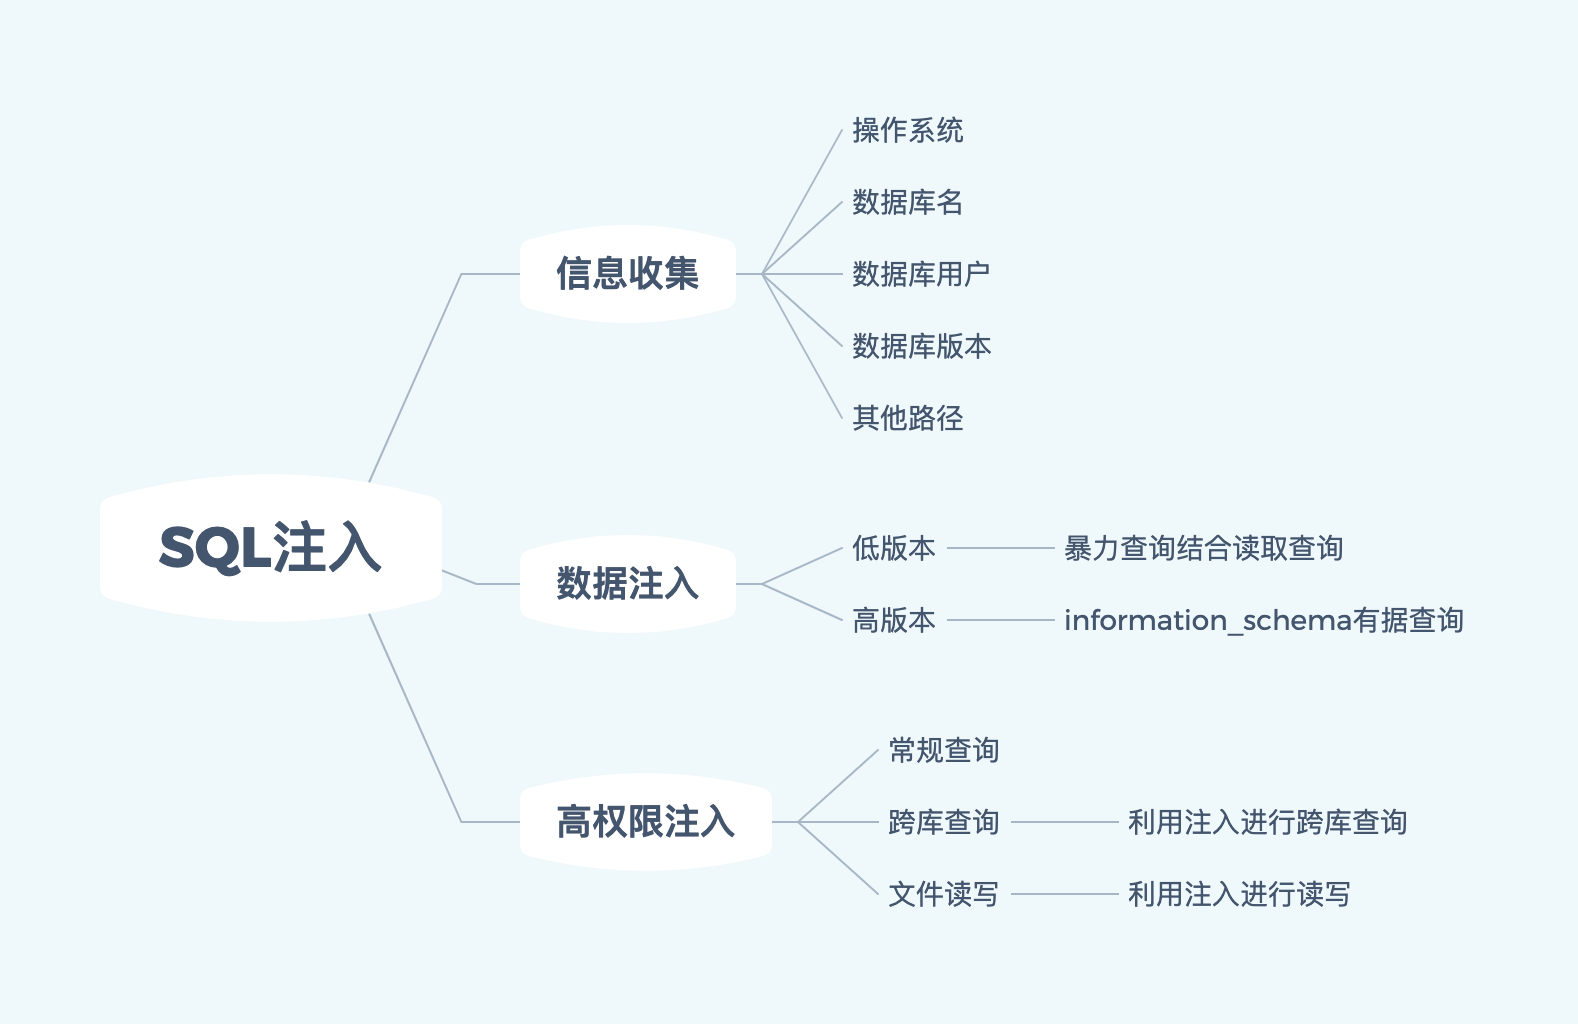 SQL注入
信息收集
操作系统
数据库名
数据库用户
数据库版本
其他路径
数据注入
低版本
暴力查询结合读取查询
高版本
information_schema有据查询
高权限注入
常规查询
跨库查询
利用注入进行跨库查询
文件读写
利用注入进行读写